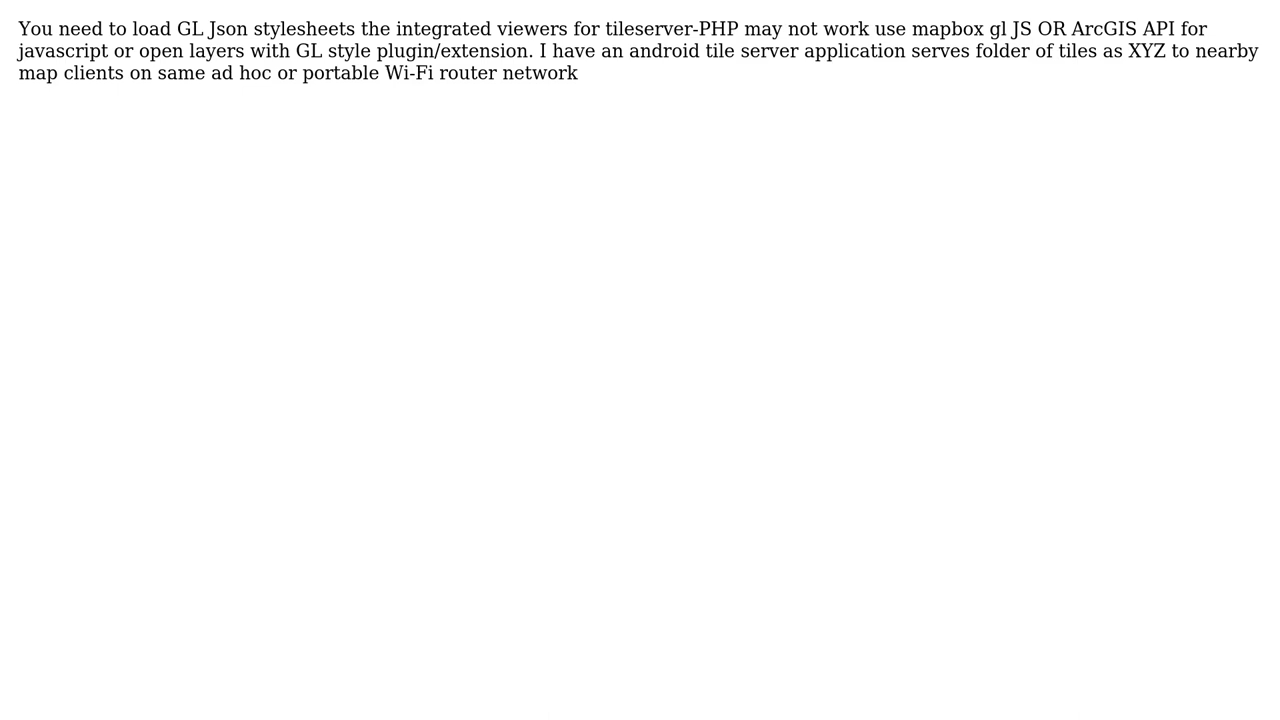 You need to load GL Json stylesheets the integrated viewers for tileserver-PHP may not work use mapbox gl JS OR ArcGIS API for
javascript or open layers with GL style plugin/extension. I have an android tile server application serves folder of tiles as XYZ to nearby
map clients on same ad hoc or portable Wi-Fi router network